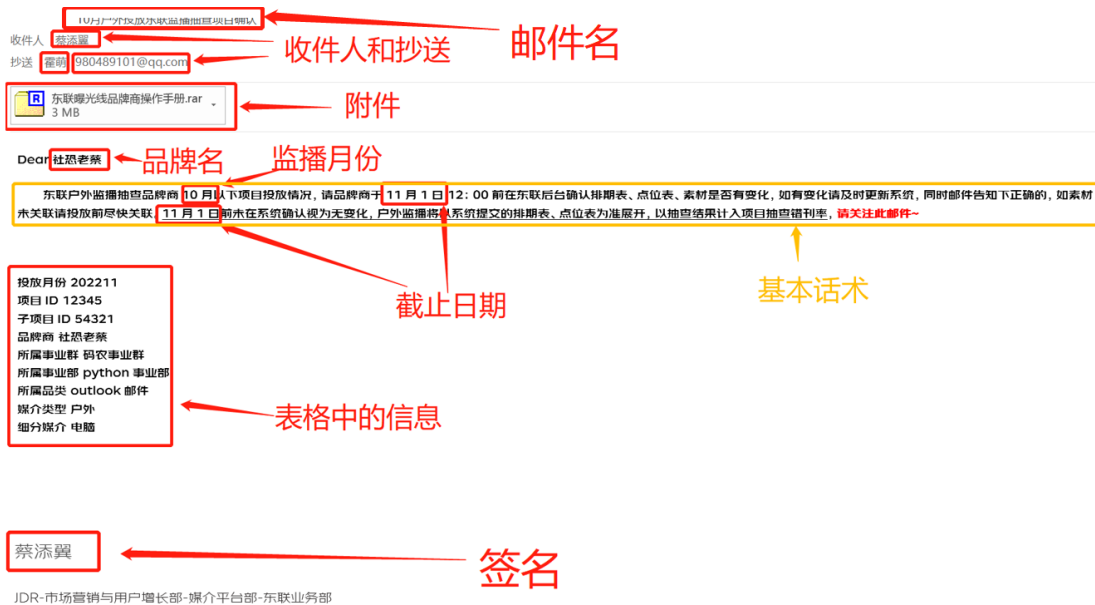 10月户外投放东联监播抽查项目确认
邮件名
收件人 蔡添翼
收件人和抄送
抄送 霍萌 980489101@qq.com
东联曝光线品牌商操作手册.rar
3 MB
附件
Dear 社恐老蔡
品牌名
监播月份
东联户外监播抽查品牌商 10 月以下项目投放情况，请品牌商于 11 月 1 日 12：00 前在东联后台确认排期表、点位表、素材是否有变化，如有变化请及时更新系统，同时邮件告知下正确的，如素材
未关联请投放前尽快关联，11 月 1 日前未在系统确认视为无变化，户外监播将以系统提交的排期表、点位表为准展开，以抽查结果计入项目抽查错刊率，请关注此邮件~
基本话术
截止日期
投放月份 202211
项目 ID 12345
子项目 ID 54321
品牌商 社恐老蔡
所属事业群 码农事业群
所属事业部 python 事业部
所属品类 outlook 邮件
媒介类型 户外
细分媒介 电脑
表格中的信息
蔡添翼
签名
JDR-市场营销与用户增长部-媒介平台部-东联业务部